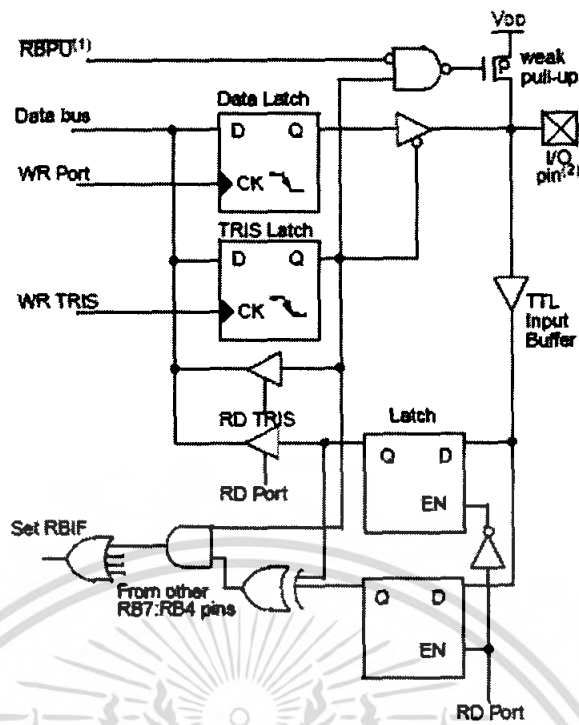 VDD
RBPU(1)
weak
pull-up
P
Data Latch
Data bus
D Q
WR Port
CK
I/O
pin(2)
TRIS Latch
D Q
WR TRIS
CK
TTL
Input
Buffer
RD TRIS
Latch
Q D
RD Port
EN
Set RBIF
From other
RB7:RB4 pins
Q D
EN
RD Port